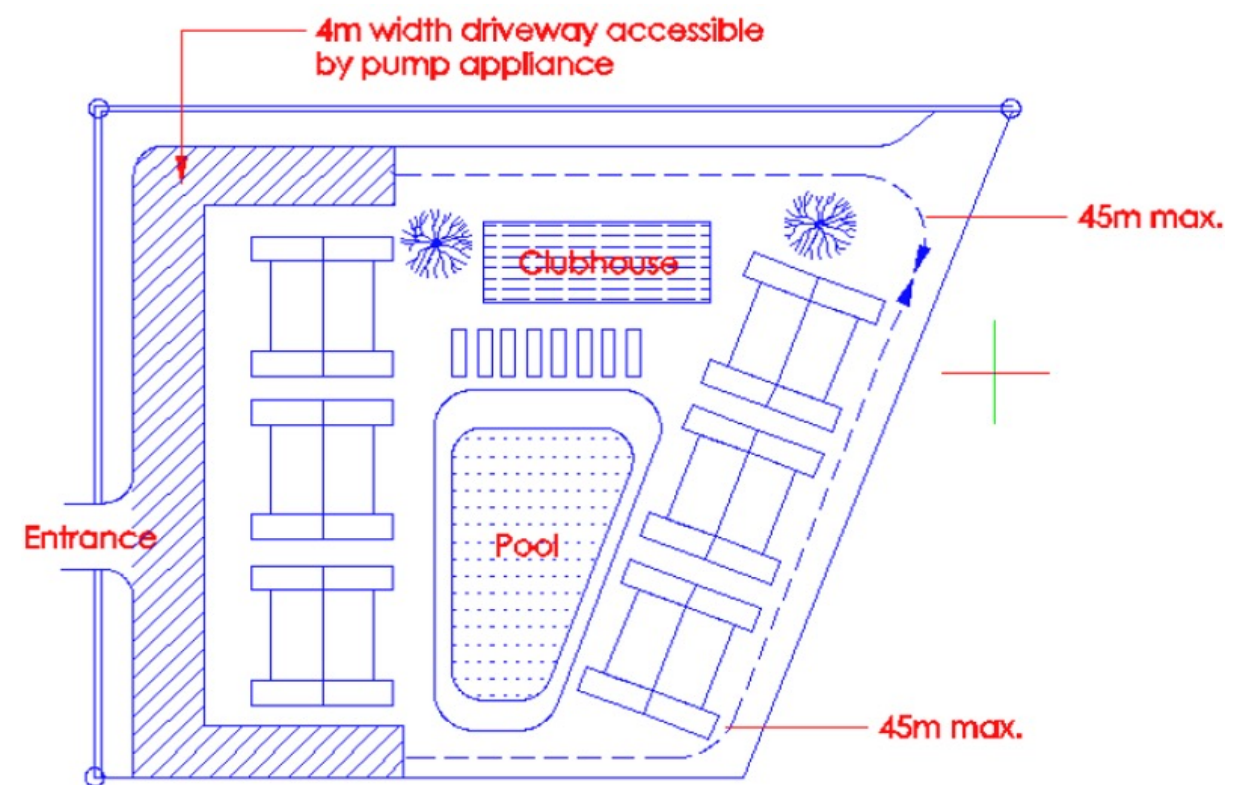 4m width driveway accessible
by pump appliance
45m max.
Clubhouse
Entrance
Pool
45m max.